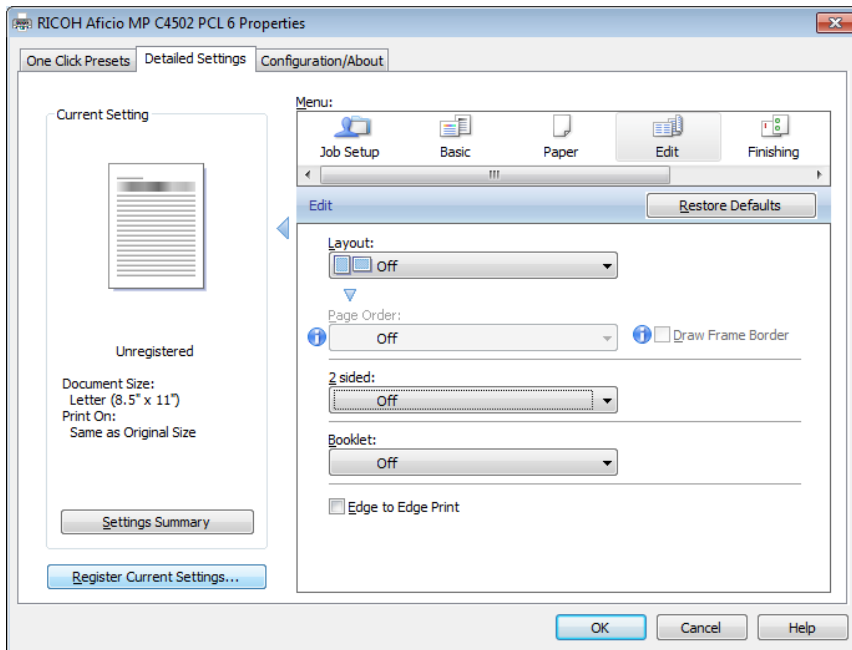 RICOH Aficio MP C4502 PCL 6 Properties
One Click Presets Detailed Settings Configuration/About
Current Setting
Unregistered
Document Size:
Letter (8.5" x 11")
Print On:
Same as Original Size
Settings Summary
Register Current Settings...
Menu:
Job Setup Basic Paper Edit Finishing
Edit Restore Defaults
Layout:
Off
Page Order:
Off Draw Frame Border
2 sided:
Off
Booklet:
Off
Edge to Edge Print
OK Cancel Help